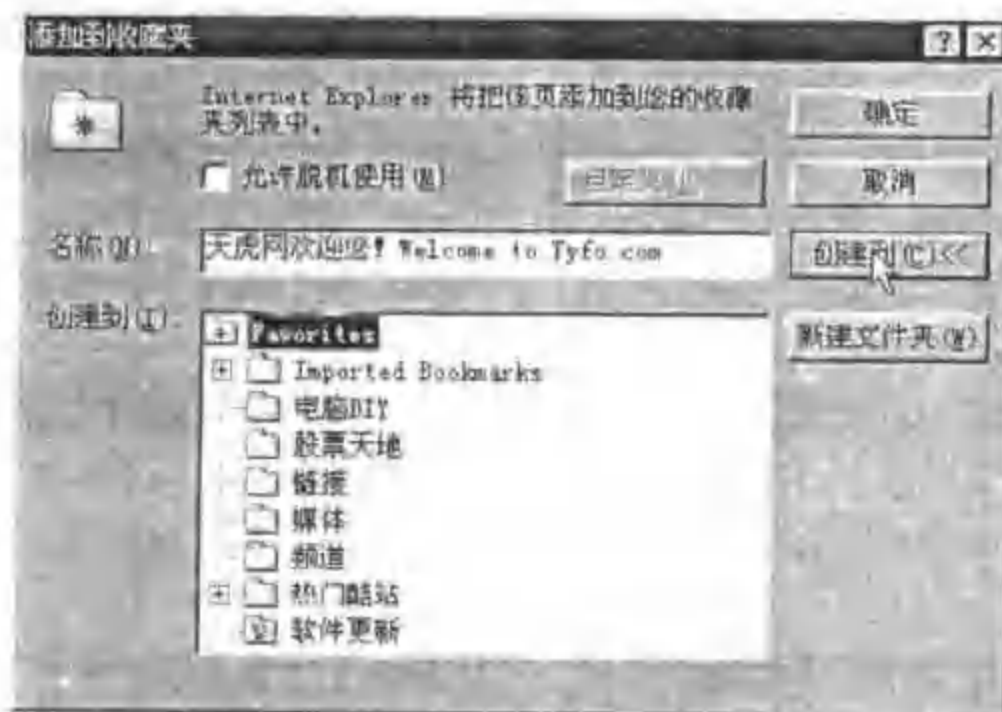 添加到收藏夹
Internet Explorer 将把该页添加到您的收藏
夹列表中。
确定
允许脱机使用(M)
自定义(U)
取消
名称(N):
天虎网欢迎您! Welcome to Tyfo.com
创建到(C)<<
创建到(I):
Favorites
新建文件夹(W)
Imported Bookmarks
电脑DIY
股票天地
链接
媒体
频道
热门酷站
软件更新